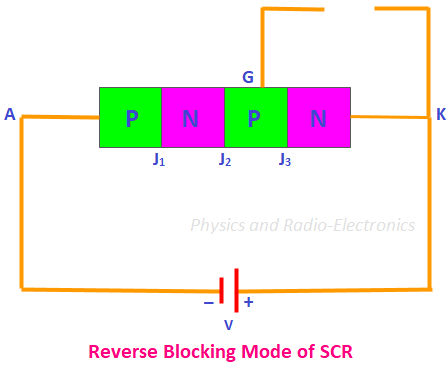 G
A
P N P N
K
J1 J2 J3
Physics and Radio-Electronics
– +
V
Reverse Blocking Mode of SCR